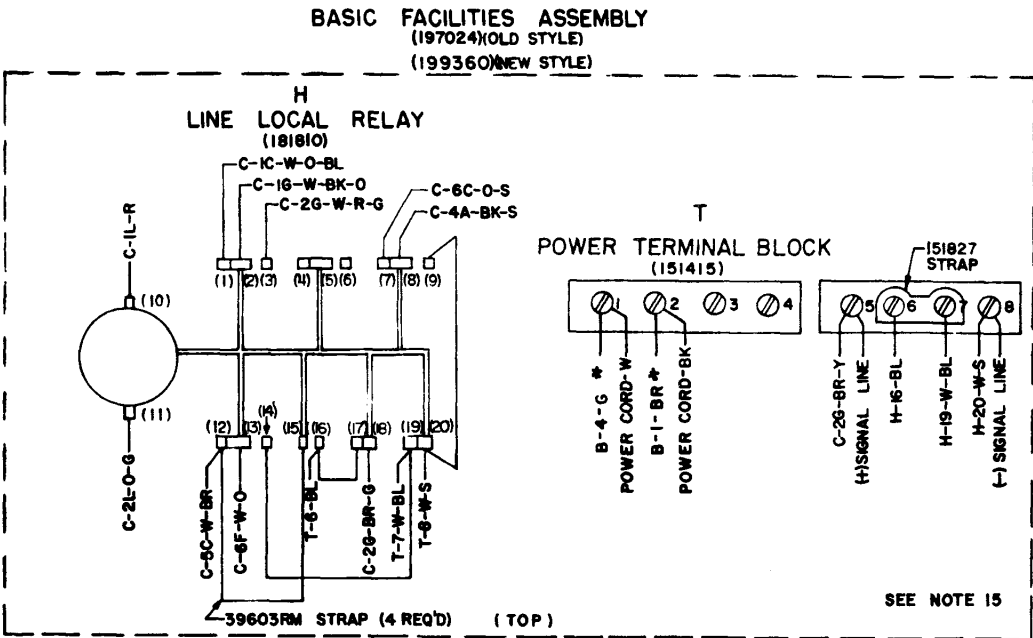 BASIC FACILITIES ASSEMBLY
(197024)(OLD STYLE)
(199360)(NEW STYLE)
H
LINE LOCAL RELAY
(181810)
C-1C-W-O-BL
C-1G-W-BK-O
C-2G-W-R-G
C-6C-O-S
C-4A-BK-S
C-1L-R
(1) (2) (3) (4) (5) (6) (7) (8) (9)
(10)
(11)
C-2L-O-G
(12) (13) (14) (15) (16) (17) (18) (19) (20)
C-5C-W-BR
C-6F-W-O
T-6-BL
C-2G-BR-G
T-7-W-BL
T-8-W-S
39603RM STRAP (4 REQ'D) (TOP)
T
POWER TERMINAL BLOCK
(151415)
151827
STRAP
1 2 3 4 5 6 7 8
B-4-G *
POWER CORD-W
B-1-BR *
POWER CORD-BK
C-2G-BR-Y
(+)SIGNAL LINE
H-16-BL
H-19-W-BL
H-20-W-S
(-) SIGNAL LINE
SEE NOTE 15